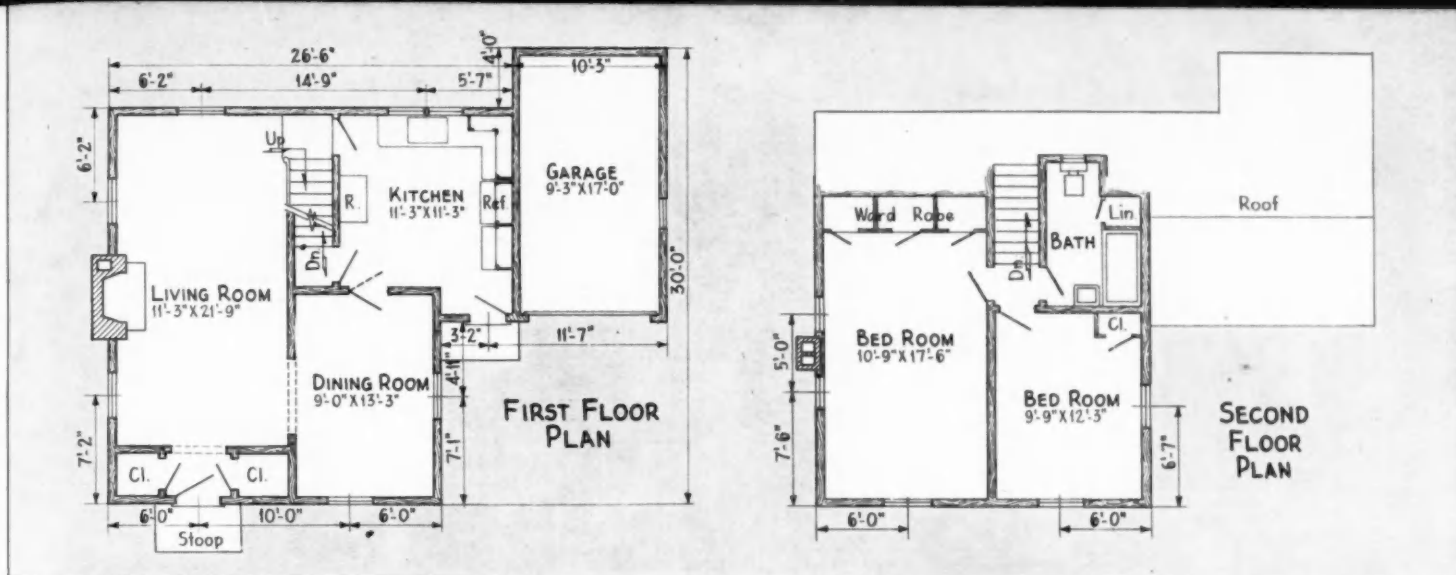 26'-6"
4'-0"
10'-3"
6'-2"
14'-9"
5'-7"
6'-2"
Up
GARAGE
9'-3"X17'-0"
KITCHEN
11'-3"X11'-3"
R.
Ref.
Dn.
30'-0"
LIVING ROOM
11'-3"X21'-9"
3'-2"
11'-7"
4'-11"
DINING ROOM
9'-0"X13'-3"
FIRST FLOOR
PLAN
7'-2"
7'-1"
Cl.
Cl.
6'-0"
10'-0"
6'-0"
Stoop
Roof
Ward Robe
Lin.
BATH
Dn.
Cl.
5'-0"
BED ROOM
10'-9"X17'-6"
BED ROOM
9'-9"X12'-3"
SECOND
FLOOR
PLAN
7'-6"
6'-7"
6'-0"
6'-0"